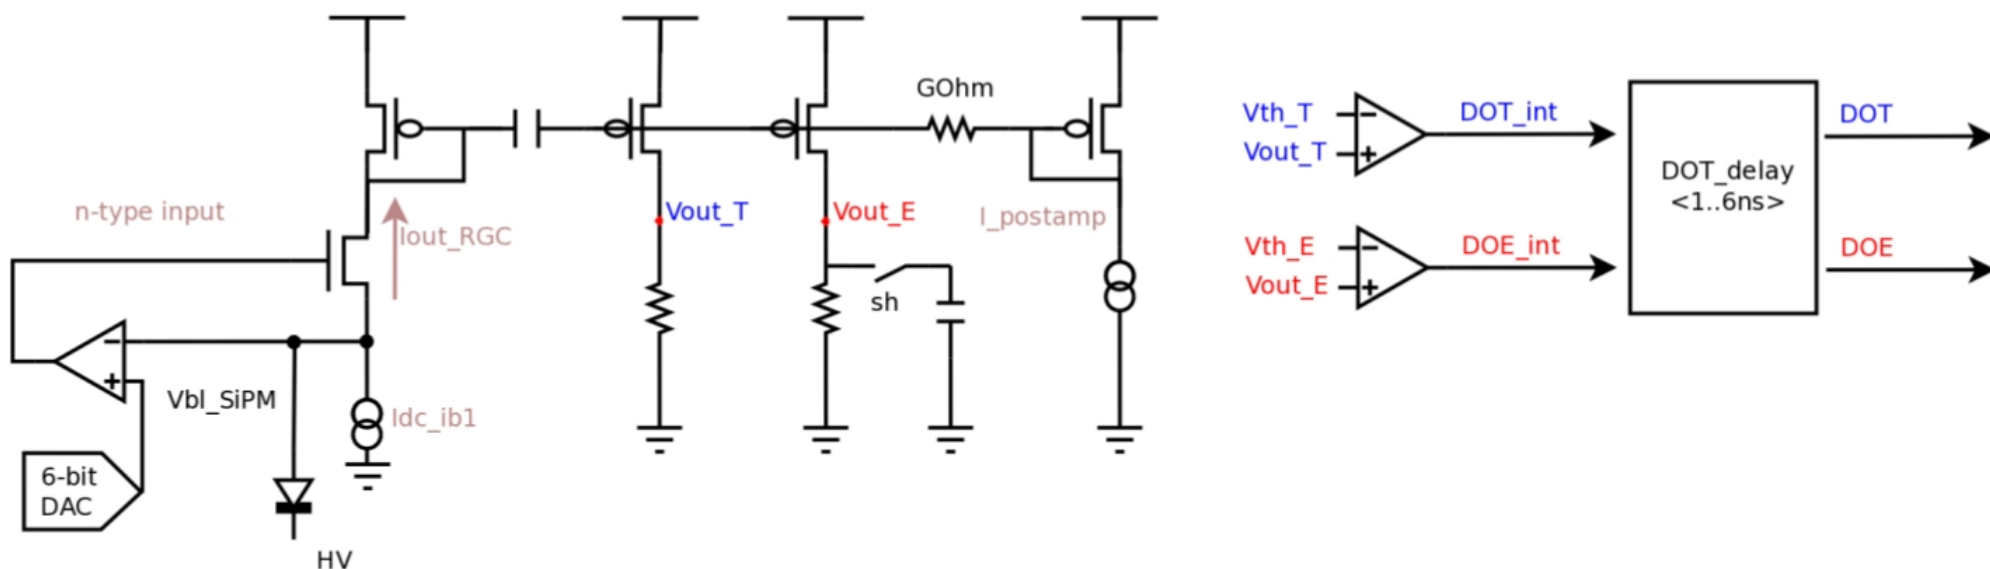 GOhm
n-type input
Iout_RGC
Vout_T
Vout_E
I_postamp
sh
Vbl_SiPM
Idc_ib1
6-bit
DAC
HV
Vth_T
Vout_T
DOT_int
Vth_E
Vout_E
DOE_int
DOT_delay
<1..6ns>
DOT
DOE